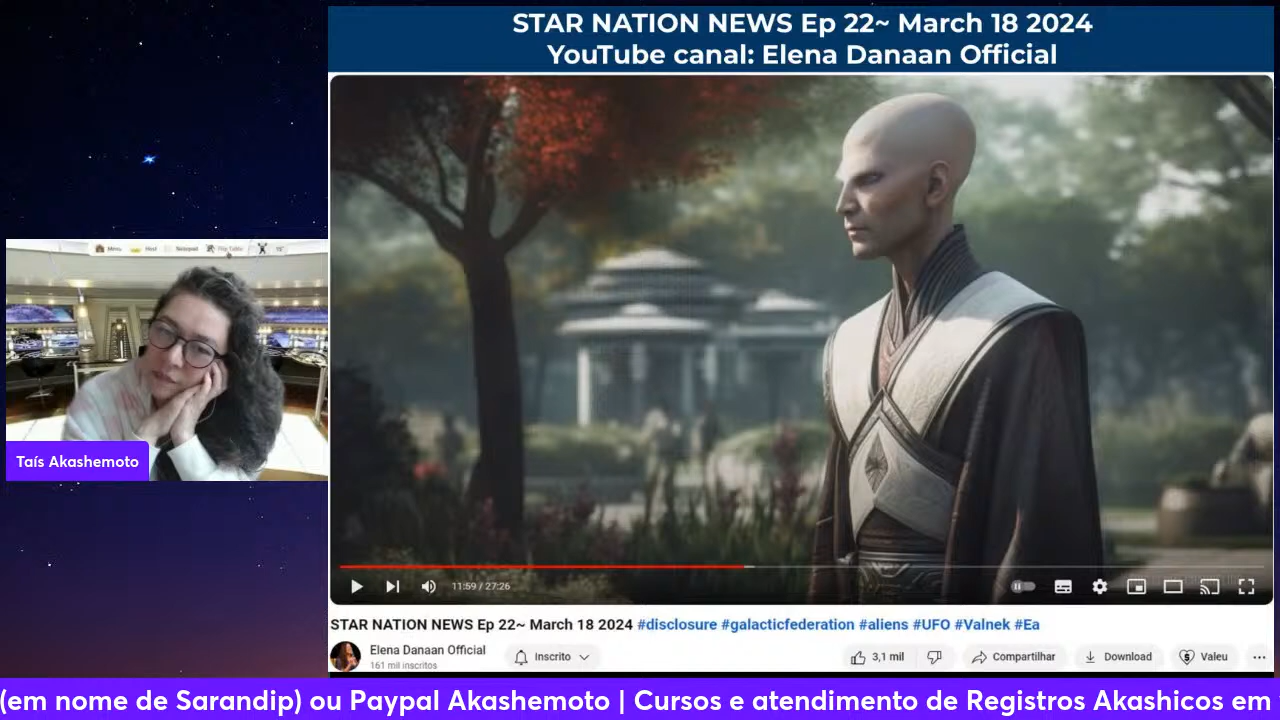 STAR NATION NEWS Ep 22~ March 18 2024
YouTube canal: Elena Danaan Official
Menu
Taís Akashemoto
11:59 / 27:26
STAR NATION NEWS Ep 22~ March 18 2024 #disclosure #galacticfederation #aliens #UFO #Valnek #Ea
Elena Danaan Official
161 mil inscritos
Inscrito
3,1 mil
Compartilhar
Download
Valeu
(em nome de Sarandip) ou Paypal Akashemoto | Cursos e atendimento de Registros Akashicos em